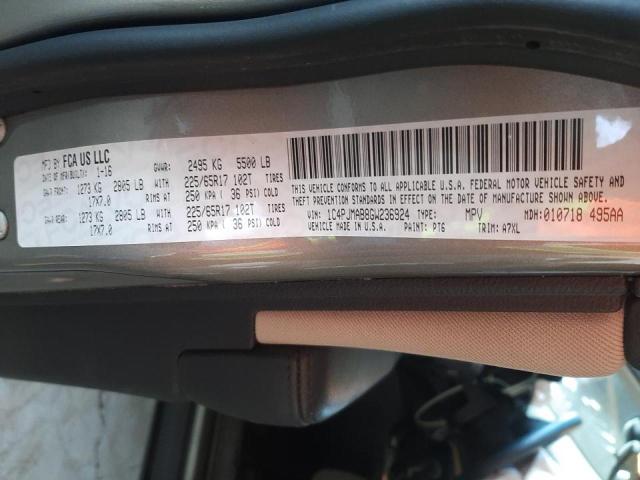 MFD BY: FCA US LLC
DATE OF MFR/BUILT: 1-16 GVWR: 2495 KG 5500 LB
GAWR FRONT: 1273 KG 2805 LB 225/65R17 102T TIRES
17X7.0 RIMS AT 250 KPA ( 36 PSI) COLD
GAWR REAR: 1273 KG 2805 LB 225/65R17 102T TIRES
17X7.0 RIMS AT 250 KPA ( 36 PSI) COLD
THIS VEHICLE CONFORMS TO ALL APPLICABLE U.S.A. FEDERAL MOTOR VEHICLE SAFETY,
BUMPER, AND THEFT PREVENTION STANDARDS IN EFFECT ON THE DATE OF MANUFACTURE SHOWN ABOVE.
VIN: 1C4PJMAB8GW236924 TYPE: MPV MDH: 010718 495AA
VEHICLE MADE IN U.S.A. PAINT: PTG TRIM: A7XL